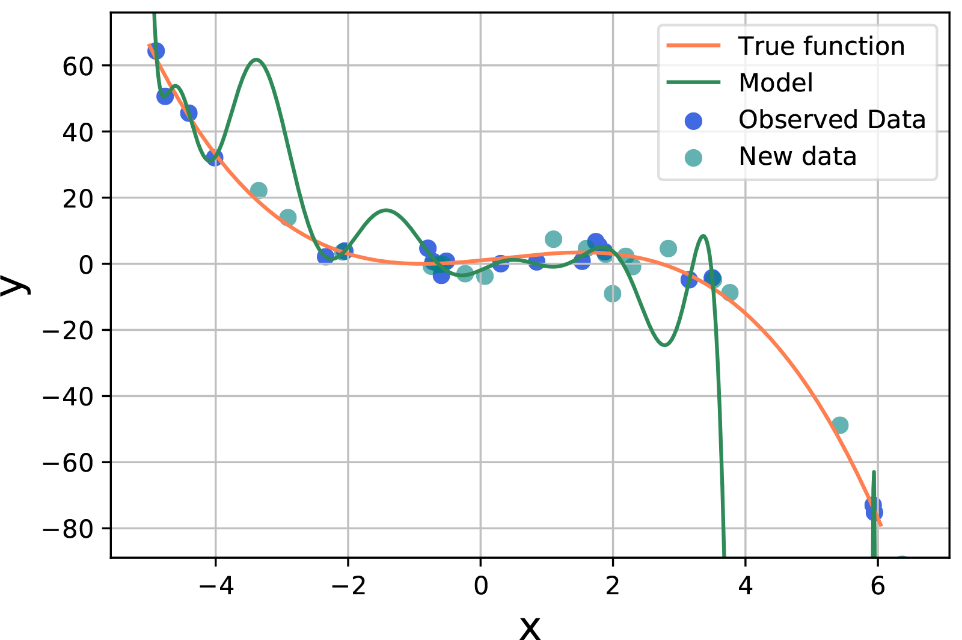 True function
Model
Observed Data
New data
60
40
20
0
−20
−40
−60
−80
−4
−2
0
2
4
6
x
y